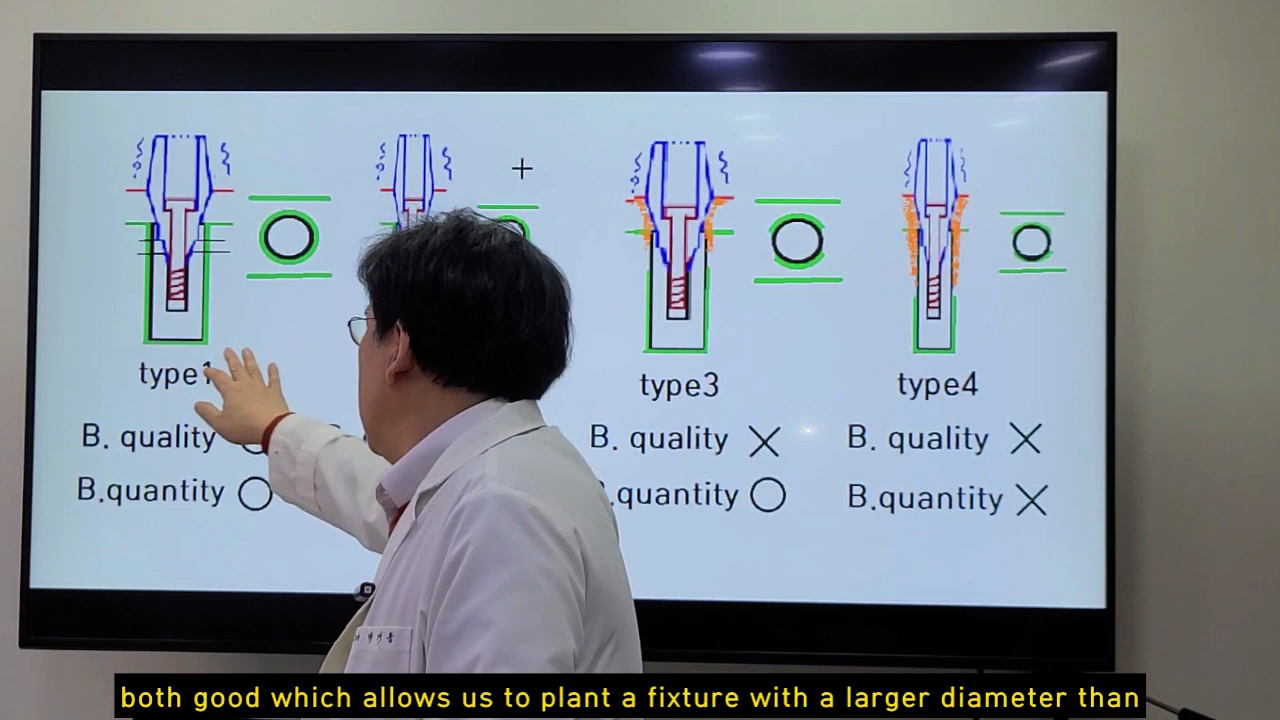 type1
type3
type4
B. quality
B. quality X
B. quality X
B.quantity O
.quantity O
B.quantity X
both good which allows us to plant a fixture with a larger diameter than